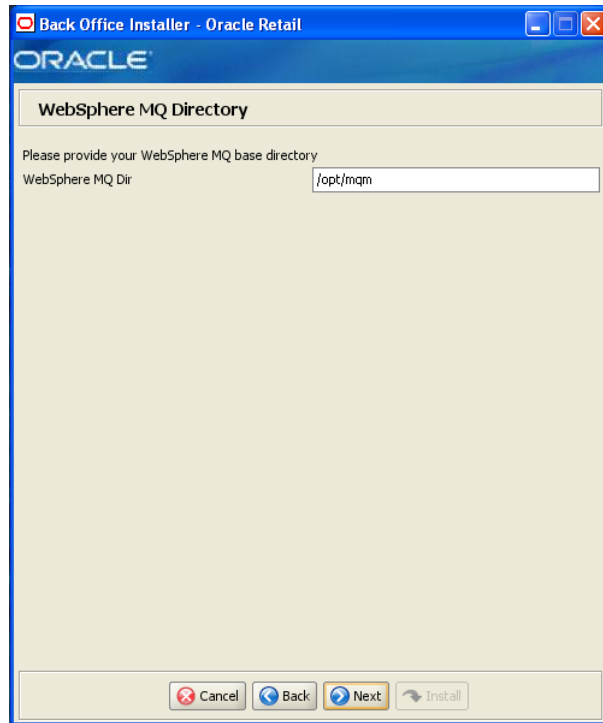 Back Office Installer - Oracle Retail
ORACLE
WebSphere MQ Directory
Please provide your WebSphere MQ base directory
WebSphere MQ Dir /opt/mqm
Cancel Back Next Install